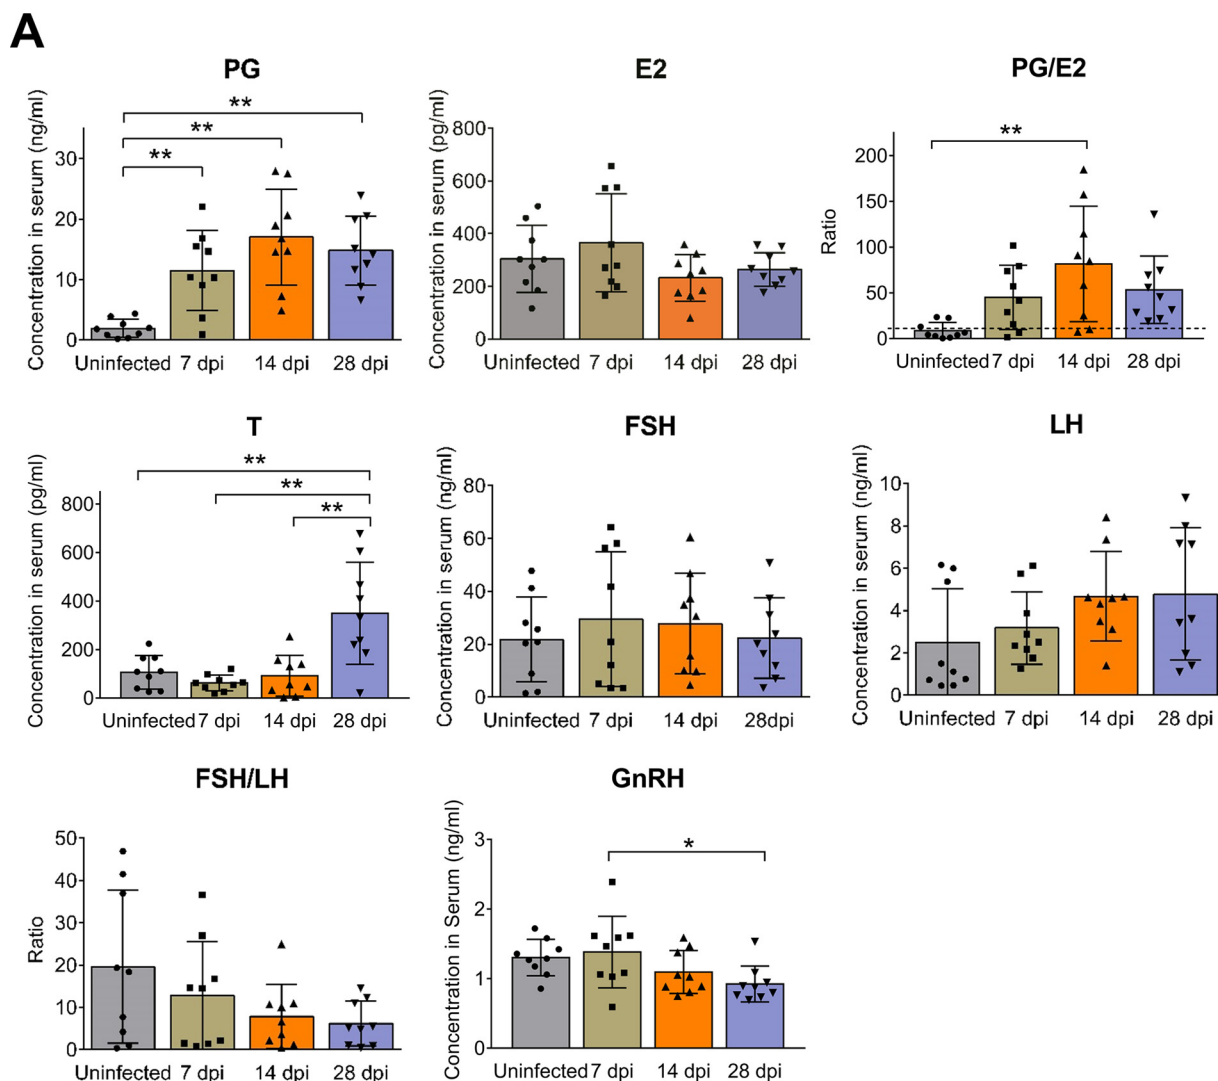 A
PG
Concentration in serum (ng/ml)
30
20
10
0
**
**
**
Uninfected 7 dpi 14 dpi 28 dpi
E2
Concentration in serum (pg/ml)
800
600
400
200
0
Uninfected 7 dpi 14 dpi 28 dpi
PG/E2
Ratio
200
150
100
50
0
**
Uninfected 7 dpi 14 dpi 28 dpi
T
Concentration in serum (pg/ml)
800
600
400
200
0
**
**
**
Uninfected 7 dpi 14 dpi 28 dpi
FSH
Concentration in serum (ng/ml)
80
60
40
20
0
Uninfected 7 dpi 14 dpi 28dpi
LH
Concentration in serum (ng/ml)
10
8
6
4
2
0
Uninfected 7 dpi 14 dpi 28 dpi
FSH/LH
Ratio
50
40
30
20
10
0
Uninfected 7 dpi 14 dpi 28 dpi
GnRH
Concentration in Serum (ng/ml)
3
2
1
0
*
Uninfected 7 dpi 14 dpi 28 dpi